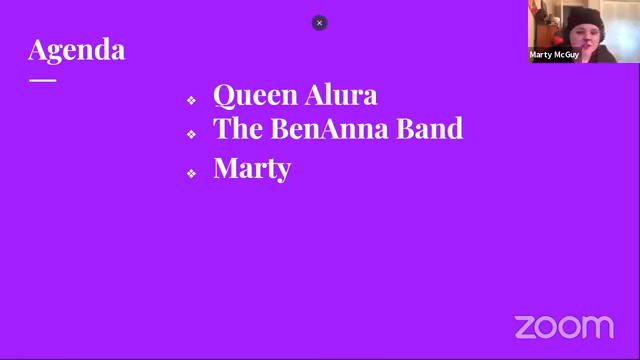 Agenda
Marty McGuy
Queen Alura
The BenAnna Band
Marty
zoom